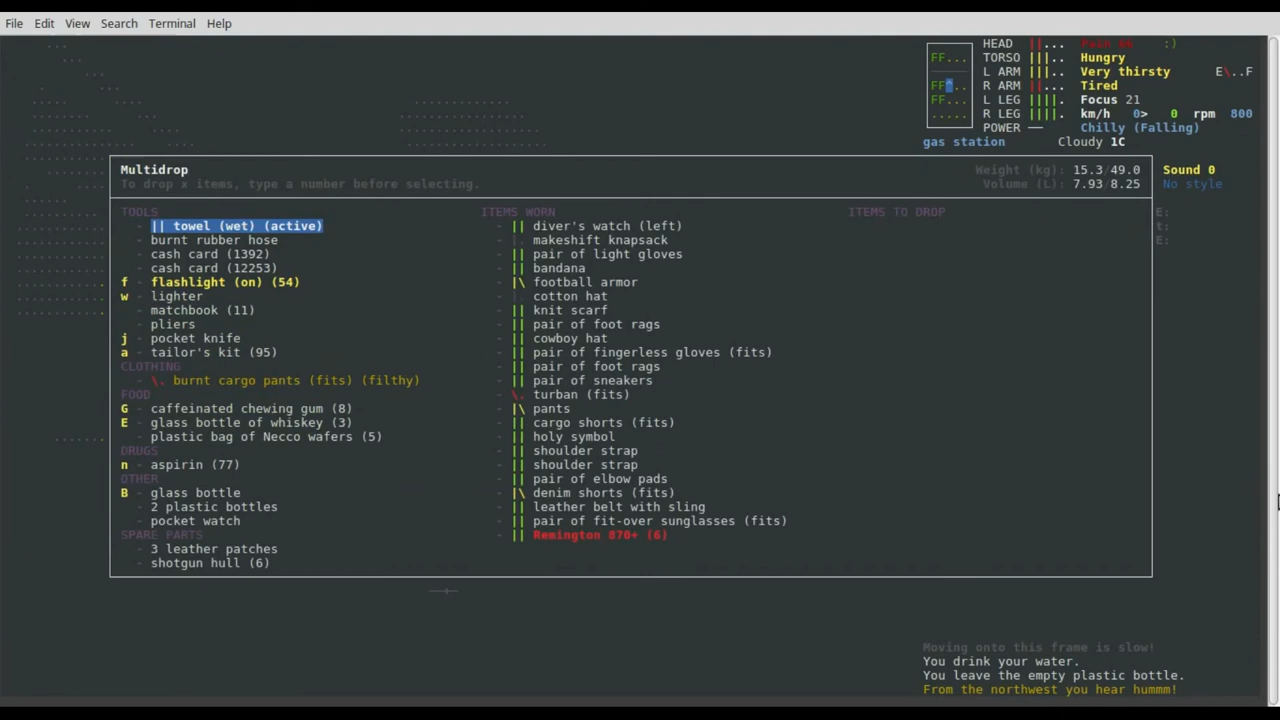 File Edit View Search Terminal Help
HEAD ||... Pain 66 :)
FF... TORSO |||.. Hungry
L ARM |||.. Very thirsty E\..F
FF^.. R ARM ||... Tired
FF... L LEG ||||. Focus 21
..... R LEG ||||. km/h 0> 0 rpm 800
POWER —— Chilly (Falling)
gas station Cloudy 1C
Multidrop Weight (kg): 15.3/49.0 Sound 0
To drop x items, type a number before selecting. Volume (L): 7.93/8.25 No style
TOOLS ITEMS WORN ITEMS TO DROP E:
- || towel (wet) (active) - || diver's watch (left) t:
- burnt rubber hose - |. makeshift knapsack E:
- cash card (1392) - || pair of light gloves
- cash card (12253) - || bandana
f - flashlight (on) (54) - |\ football armor
w - lighter - cotton hat
- matchbook (11) - || knit scarf
- pliers - || pair of foot rags
j - pocket knife - || cowboy hat
a - tailor's kit (95) - || pair of fingerless gloves (fits)
CLOTHING - || pair of foot rags
- \. burnt cargo pants (fits) (filthy) - || pair of sneakers
FOOD - \. turban (fits)
G - caffeinated chewing gum (8) - |\ pants
E - glass bottle of whiskey (3) - || cargo shorts (fits)
- plastic bag of Necco wafers (5) - || holy symbol
DRUGS - || shoulder strap
n - aspirin (77) - || shoulder strap
OTHER - || pair of elbow pads
B - glass bottle - |\ denim shorts (fits)
- 2 plastic bottles - || leather belt with sling
- pocket watch - || pair of fit-over sunglasses (fits)
SPARE PARTS - || Remington 870+ (6)
- 3 leather patches
- shotgun hull (6)
Moving onto this frame is slow!
You drink your water.
You leave the empty plastic bottle.
From the northwest you hear hummm!